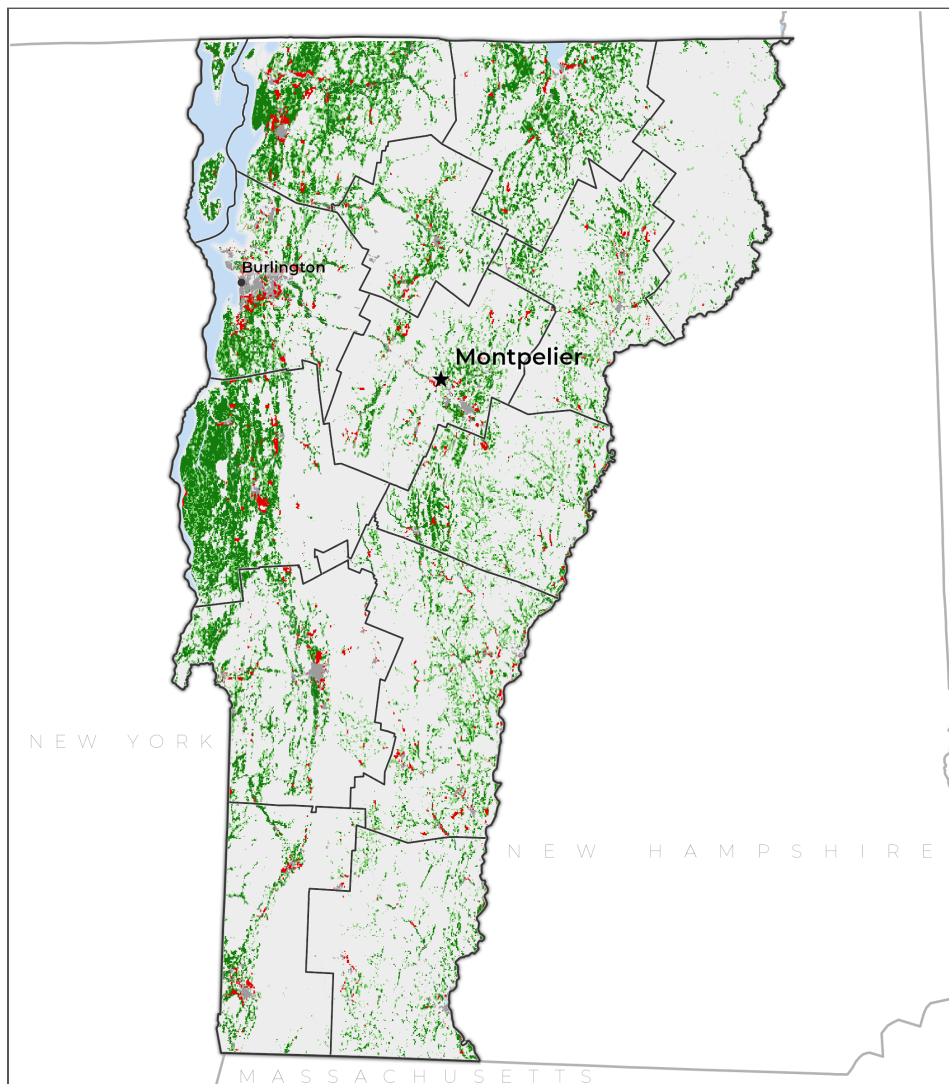 Burlington
Montpelier
NEW YORK
NEW HAMPSHIRE
MASSACHUSETTS